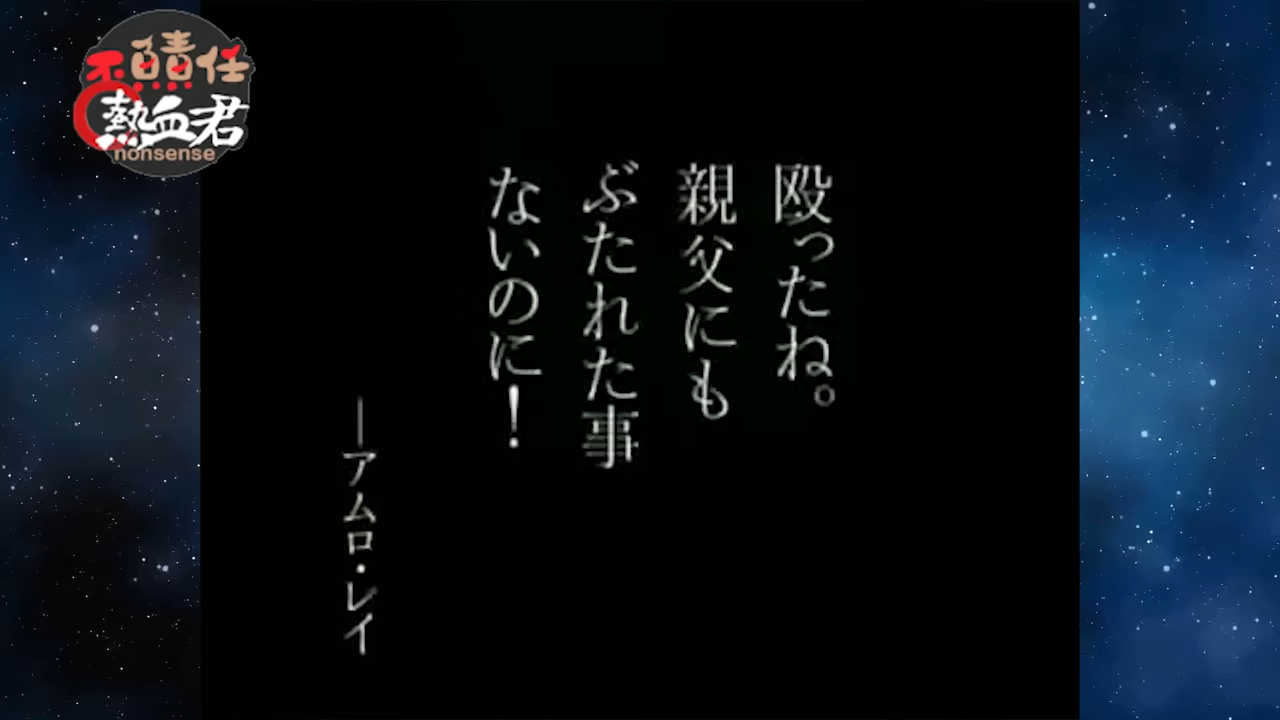 不負責任
熱血君
nonsense
殴ったね。
親父にも
ぶたれた事
ないのに！
―アムロ・レイ